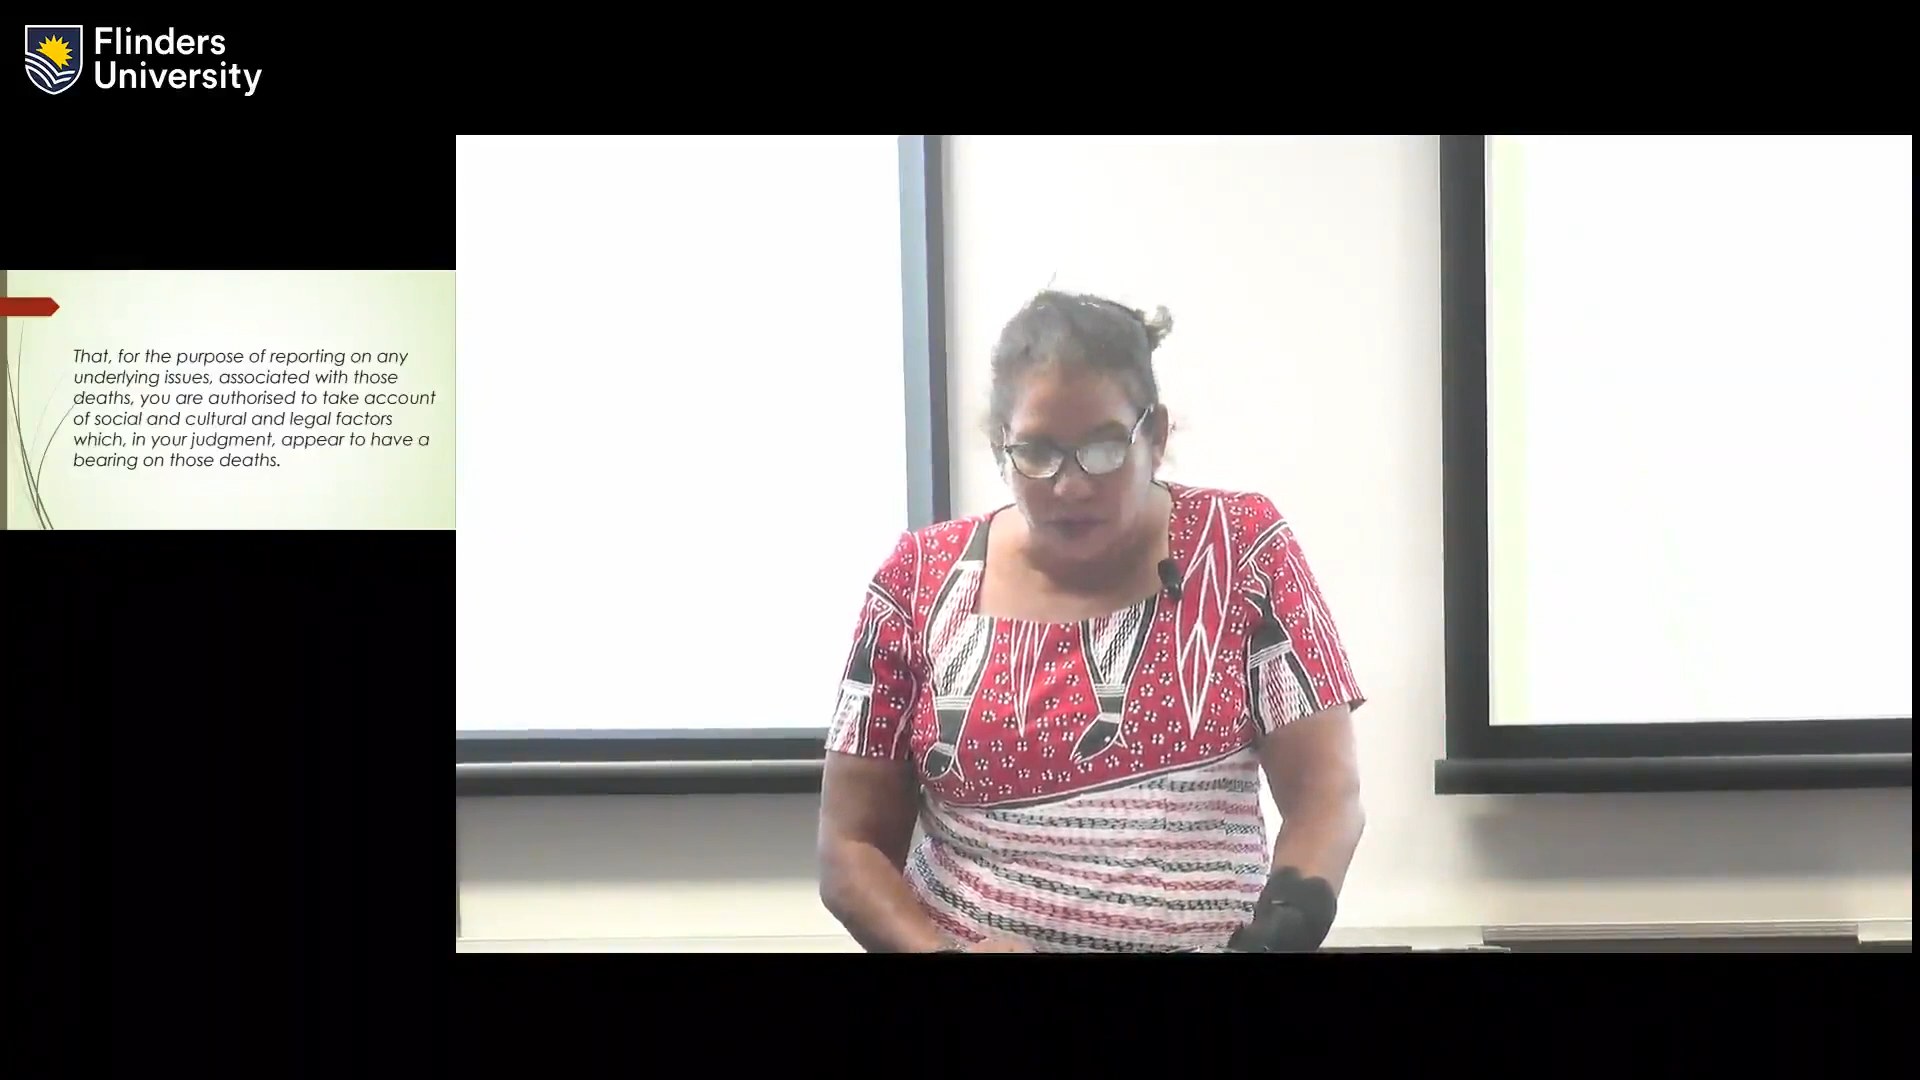 Flinders
University
That, for the purpose of reporting on any
underlying issues, associated with those
deaths, you are authorised to take account
of social and cultural and legal factors
which, in your judgment, appear to have a
bearing on those deaths.